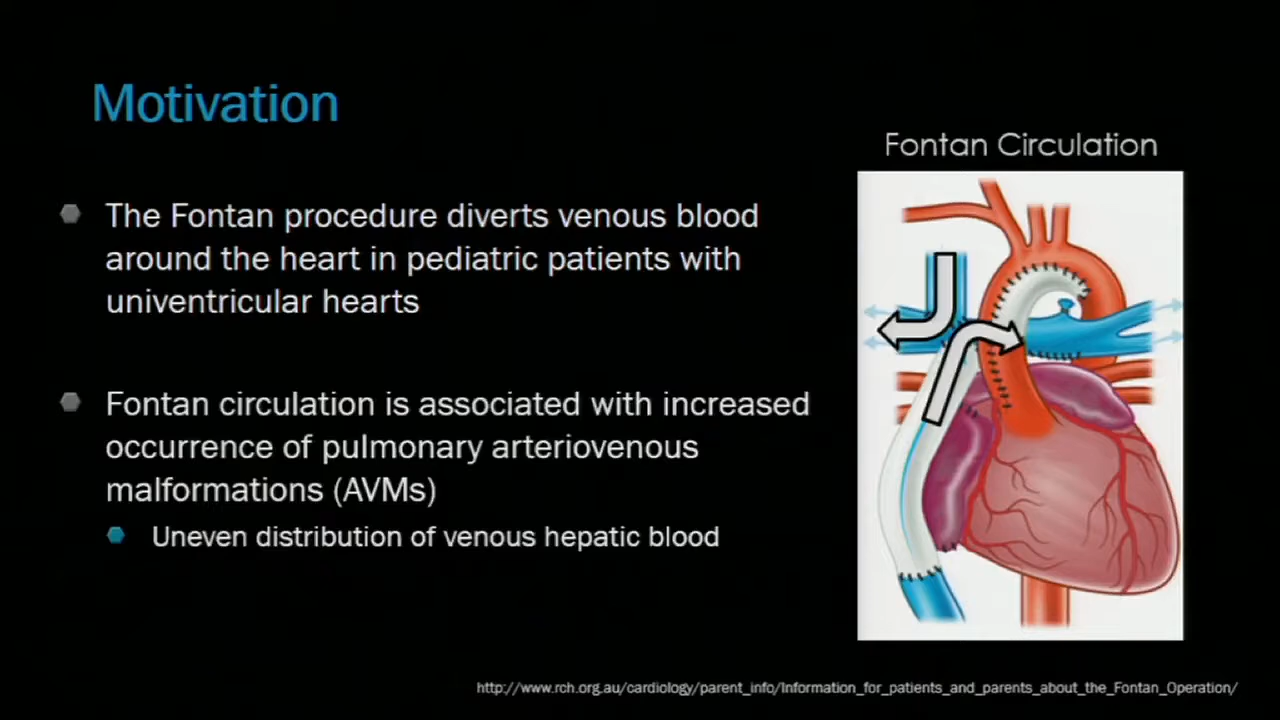 Motivation
Fontan Circulation
The Fontan procedure diverts venous blood
around the heart in pediatric patients with
univentricular hearts
Fontan circulation is associated with increased
occurrence of pulmonary arteriovenous
malformations (AVMs)
Uneven distribution of venous hepatic blood
http://www.rch.org.au/cardiology/parent_info/Information_for_patients_and_parents_about_the_Fontan_Operation/